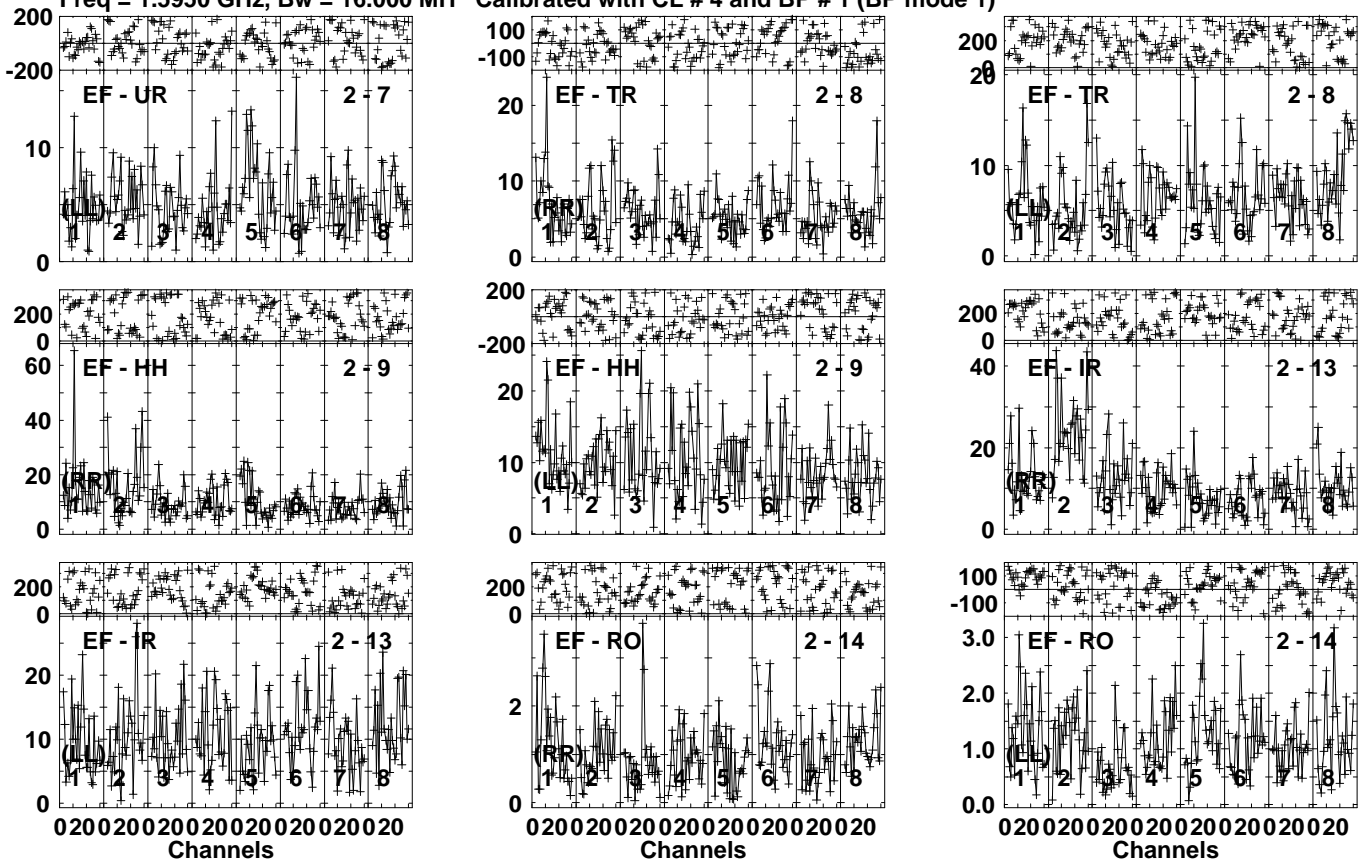 Freq = 1.5950 GHz, Bw = 16.000 MH Calibrated with CL # 4 and BP # 1 (BP mode 1)
200
-200
EF - UR 2 - 7
10
(LL)
1 2 3 4 5 6 7 8
0
100
-100
EF - TR 2 - 8
20
10
(RR)
1 2 3 4 5 6 7 8
0
200
0
20
EF - TR 2 - 8
10
(LL)
1 2 3 4 5 6 7 8
0
200
0
60
EF - HH 2 - 9
40
20
(RR)
1 2 3 4 5 6 7 8
0
200
-200
EF - HH 2 - 9
20
10
(LL)
1 2 3 4 5 6 7 8
0
200
0
40
EF - IR 2 - 13
20
(RR)
1 2 3 4 5 6 7 8
0
200
0
EF - IR 2 - 13
20
10
(LL)
1 2 3 4 5 6 7 8
0
020020020020020020020020
Channels
200
0
EF - RO 2 - 14
2
(RR)
1 2 3 4 5 6 7 8
0
020020020020020020020020
Channels
100
-100
3.0
EF - RO 2 - 14
2.0
1.0
(LL)
1 2 3 4 5 6 7 8
0.0
020020020020020020020020
Channels